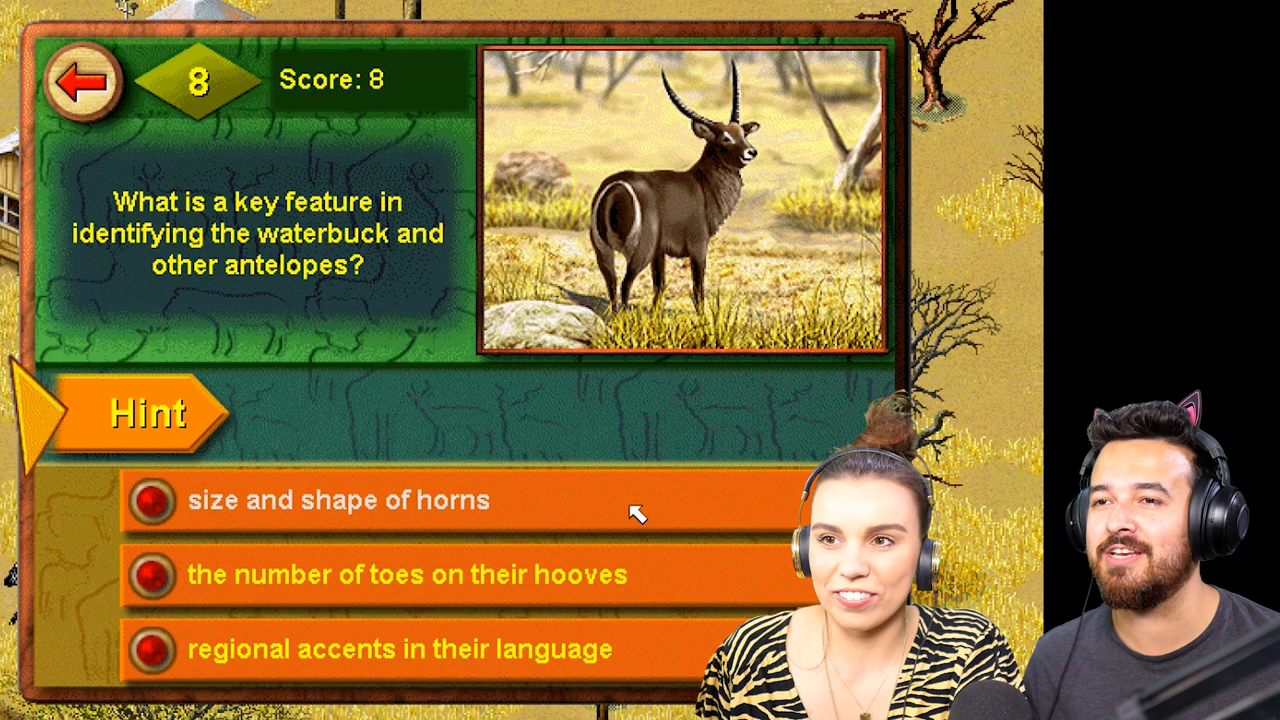 8
Score: 8
What is a key feature in
identifying the waterbuck and
other antelopes?
Hint
size and shape of horns
the number of toes on their hooves
regional accents in their language